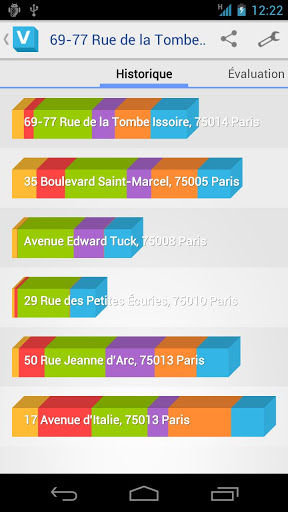 12:22
V 69-77 Rue de la Tombe..
Historique Évaluation
69-77 Rue de la Tombe Issoire, 75014 Paris
35 Boulevard Saint-Marcel, 75005 Paris
Avenue Edward Tuck, 75008 Paris
29 Rue des Petites Écuries, 75010 Paris
50 Rue Jeanne d'Arc, 75013 Paris
17 Avenue d'Italie, 75013 Paris